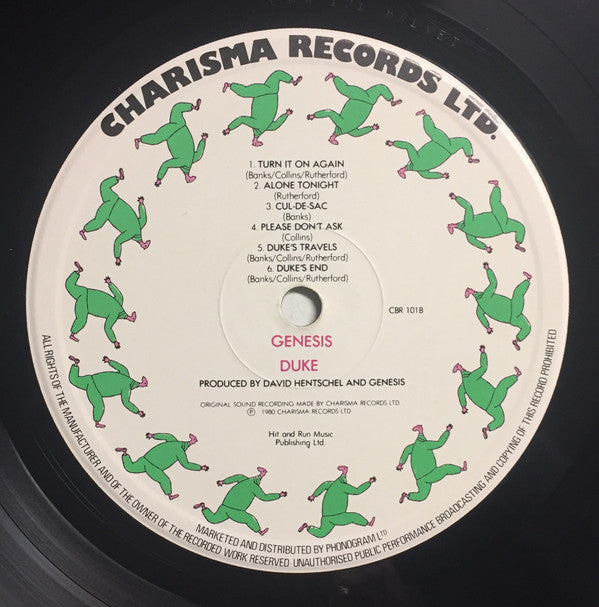 CHARISMA RECORDS LTD.
1. TURN IT ON AGAIN
(Banks/Collins/Rutherford)
2. ALONE TONIGHT
(Rutherford)
3. CUL-DE-SAC
(Banks)
4. PLEASE DON'T ASK
(Collins)
5. DUKE'S TRAVELS
(Banks/Collins/Rutherford)
6. DUKE'S END
(Banks/Collins/Rutherford)
CBR 101B
GENESIS
DUKE
PRODUCED BY DAVID HENTSCHEL AND GENESIS
ORIGINAL SOUND RECORDING MADE BY CHARISMA RECORDS LTD
Ⓟ 1980 CHARISMA RECORDS LTD
Hit and Run Music
Publishing Ltd.
ALL RIGHTS OF THE MANUFACTURER AND OF THE OWNER OF THE RECORDED WORK RESERVED · UNAUTHORISED PUBLIC PERFORMANCE BROADCASTING AND COPYING OF THIS RECORD PROHIBITED
MARKETED AND DISTRIBUTED BY PHONOGRAM LTD